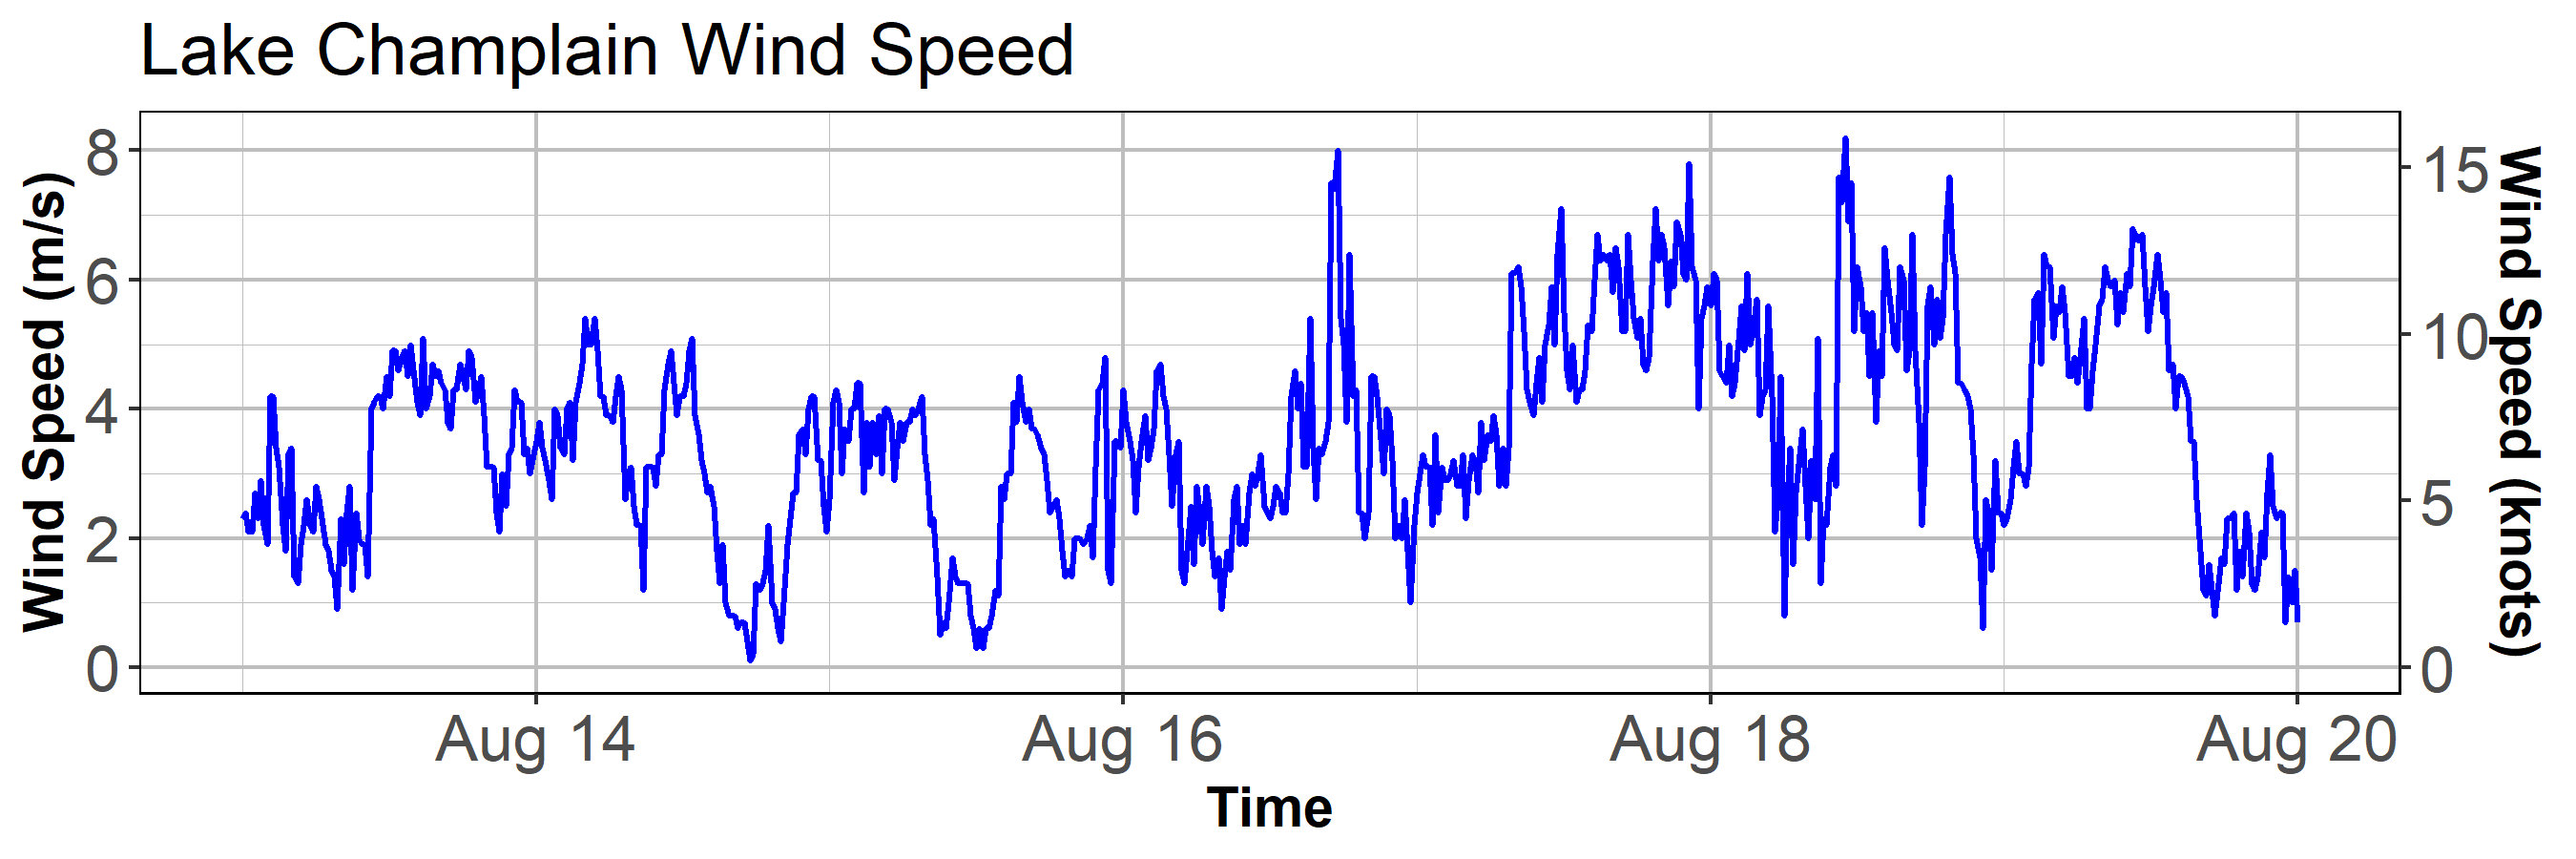 Lake Champlain Wind Speed
Wind Speed (m/s)
8
6
4
2
0
15
10
5
0
Wind Speed (knots)
Aug 14
Aug 16
Aug 18
Aug 20
Time